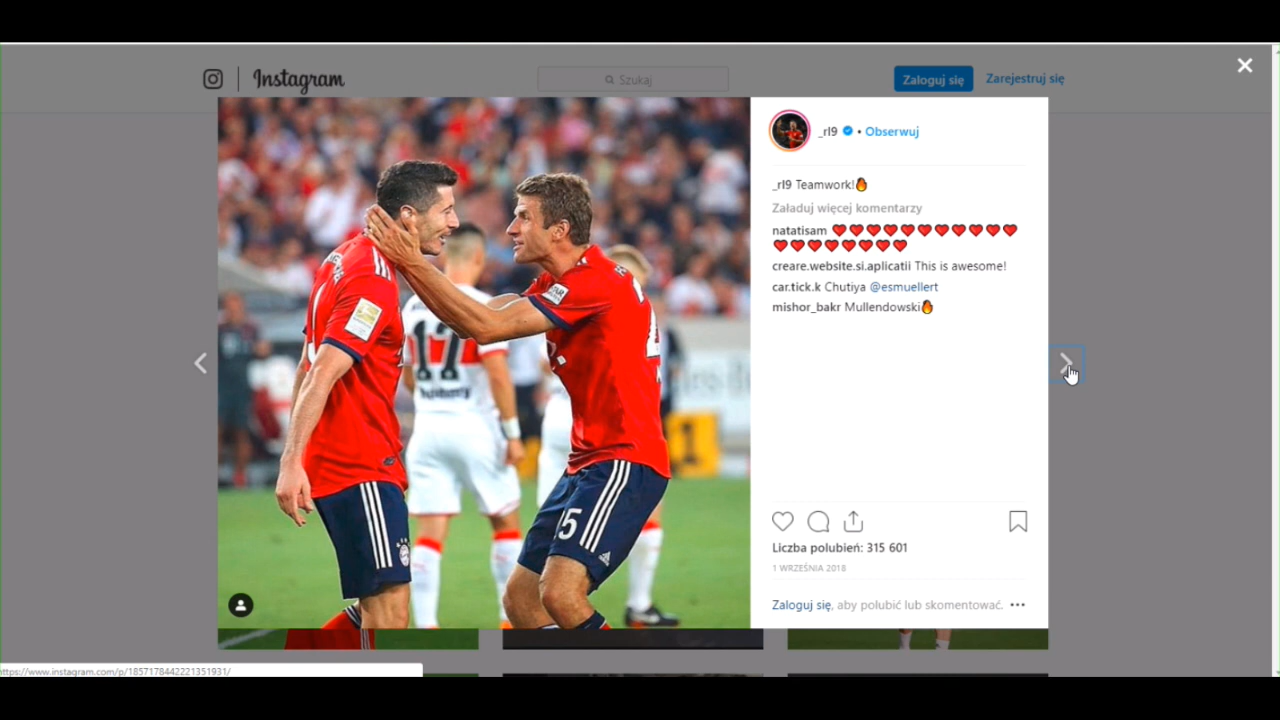 Instagram
Szukaj
Zaloguj się
Zarejestruj się
_rl9 • Obserwuj
_rl9 Teamwork!🔥
Załaduj więcej komentarzy
natatisam ❤❤❤❤❤❤❤❤❤❤❤
❤❤❤❤❤❤❤❤
creare.website.si.aplicatii This is awesome!
car.tick.k Chutiya @esmuellert
mishor_bakr Mullendowski🔥
17
25
1
Liczba polubień: 315 601
1 WRZEŚNIA 2018
Zaloguj się, aby polubić lub skomentować.
https://www.instagram.com/p/1857178442221351931/